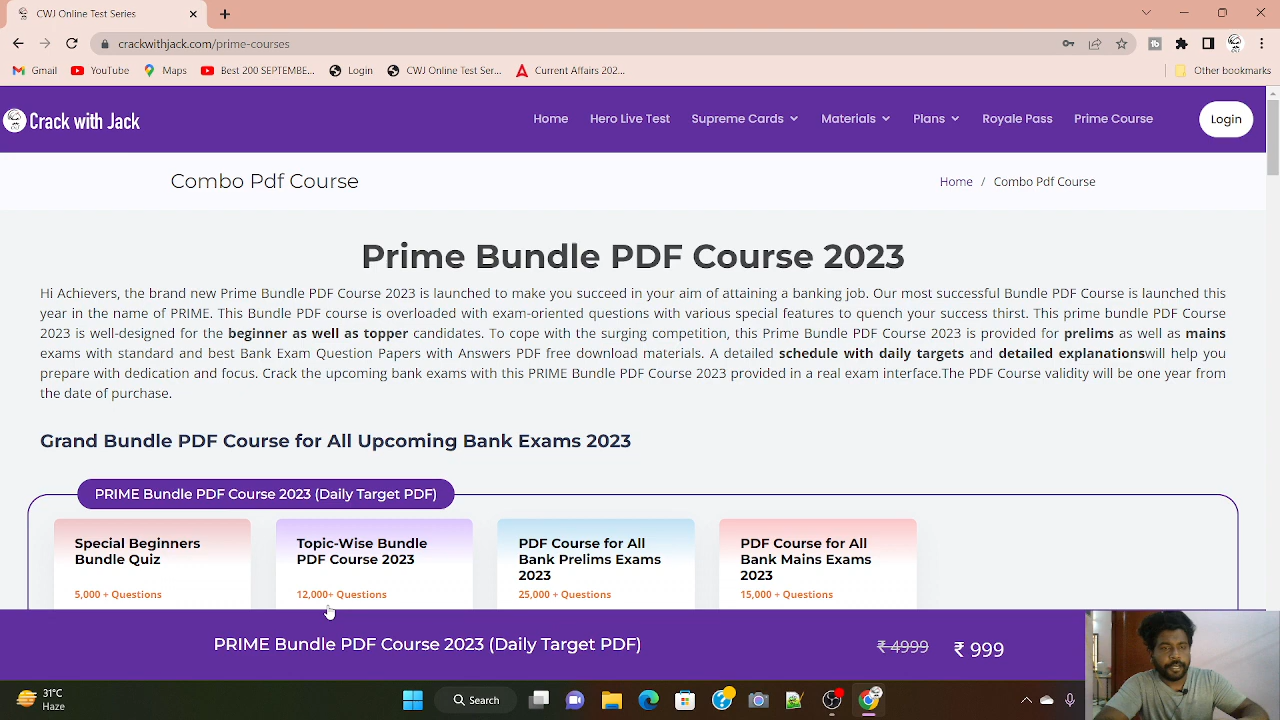 CWJ Online Test Series
crackwithjack.com/prime-courses
Gmail YouTube Maps Best 200 SEPTEMBE... Login CWJ Online Test Ser... Current Affairs 202... Other bookmarks
Crack with Jack
Home Hero Live Test Supreme Cards Materials Plans Royale Pass Prime Course Login
Combo Pdf Course
Home / Combo Pdf Course
Prime Bundle PDF Course 2023
Hi Achievers, the brand new Prime Bundle PDF Course 2023 is launched to make you succeed in your aim of attaining a banking job. Our most successful Bundle PDF Course is launched this
year in the name of PRIME. This Bundle PDF course is overloaded with exam-oriented questions with various special features to quench your success thirst. This prime bundle PDF Course
2023 is well-designed for the beginner as well as topper candidates. To cope with the surging competition, this Prime Bundle PDF Course 2023 is provided for prelims as well as mains
exams with standard and best Bank Exam Question Papers with Answers PDF free download materials. A detailed schedule with daily targets and detailed explanationswill help you
prepare with dedication and focus. Crack the upcoming bank exams with this PRIME Bundle PDF Course 2023 provided in a real exam interface.The PDF Course validity will be one year from
the date of purchase.
Grand Bundle PDF Course for All Upcoming Bank Exams 2023
PRIME Bundle PDF Course 2023 (Daily Target PDF)
Special Beginners
Bundle Quiz
5,000 + Questions
Topic-Wise Bundle
PDF Course 2023
12,000+ Questions
PDF Course for All
Bank Prelims Exams
2023
25,000 + Questions
PDF Course for All
Bank Mains Exams
2023
15,000 + Questions
PRIME Bundle PDF Course 2023 (Daily Target PDF)
₹ 4999 ₹ 999
31°C
Haze
Search